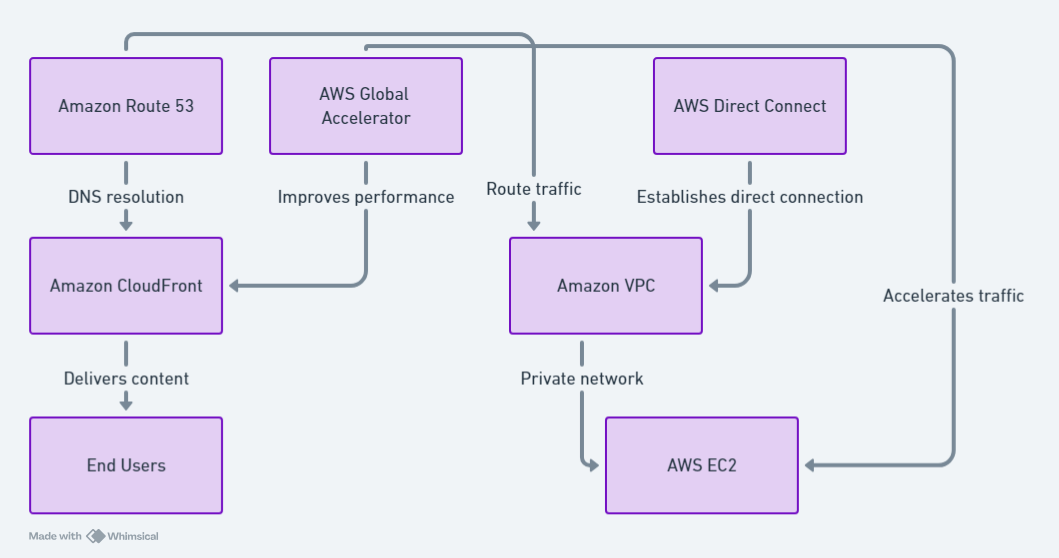 Amazon Route 53
AWS Global
Accelerator
AWS Direct Connect
DNS resolution
Improves performance
Route traffic
Establishes direct connection
Amazon CloudFront
Amazon VPC
Accelerates traffic
Delivers content
Private network
End Users
AWS EC2
Made with Whimsical